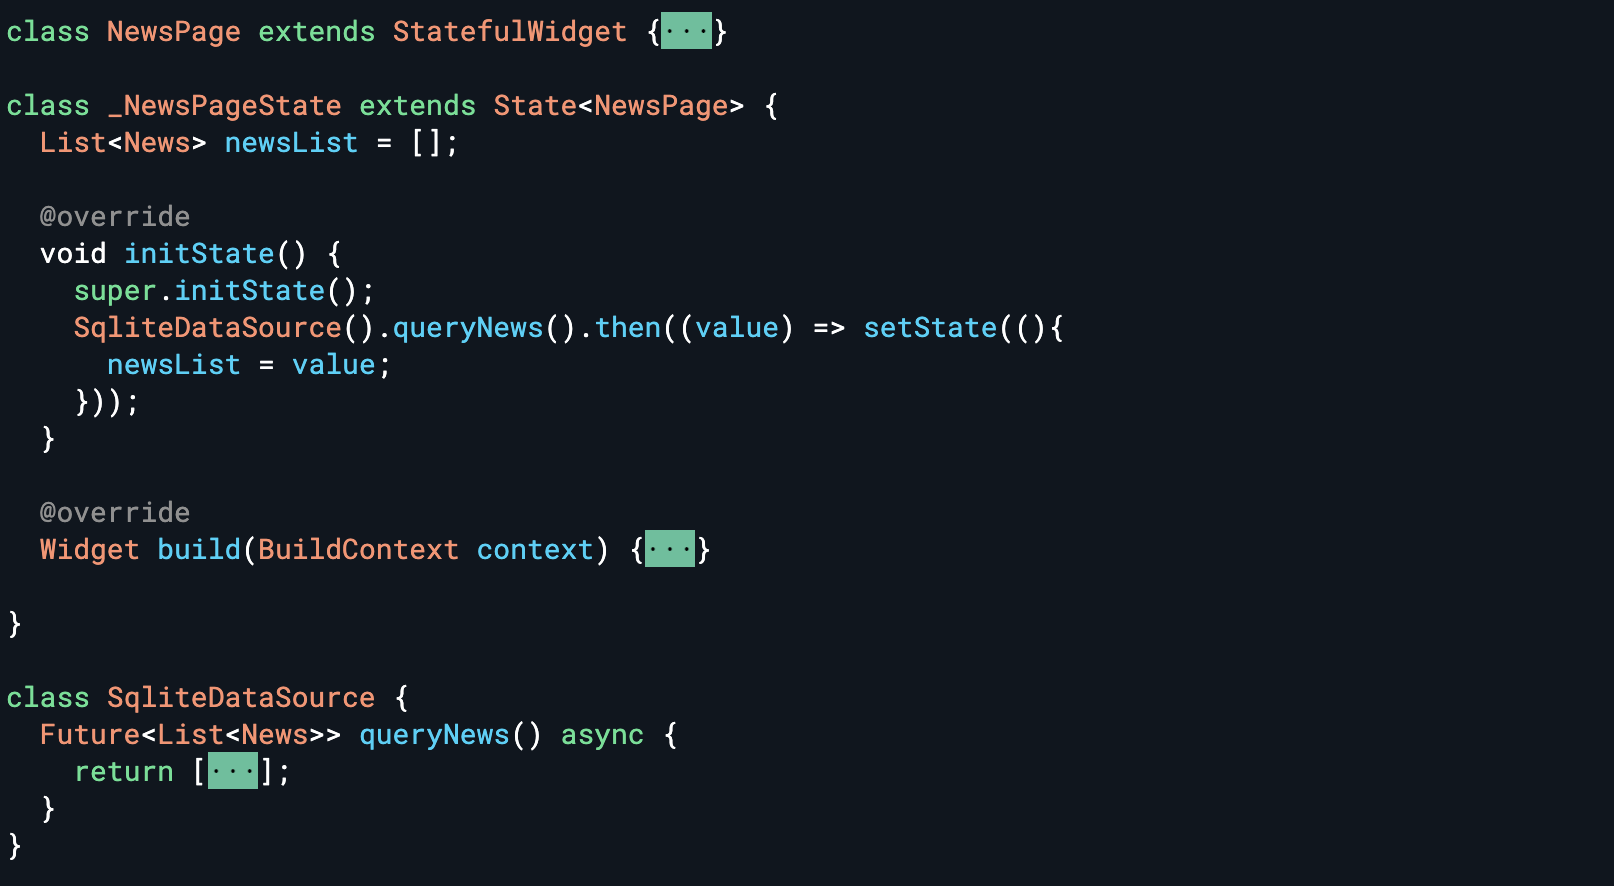 class NewsPage extends StatefulWidget {...}
class _NewsPageState extends State<NewsPage> {
List<News> newsList = [];
@override
void initState() {
super.initState();
SqliteDataSource().queryNews().then((value) => setState((){
newsList = value;
}));
}
@override
Widget build(BuildContext context) {...}
}
class SqliteDataSource {
Future<List<News>> queryNews() async {
return [...];
}
}